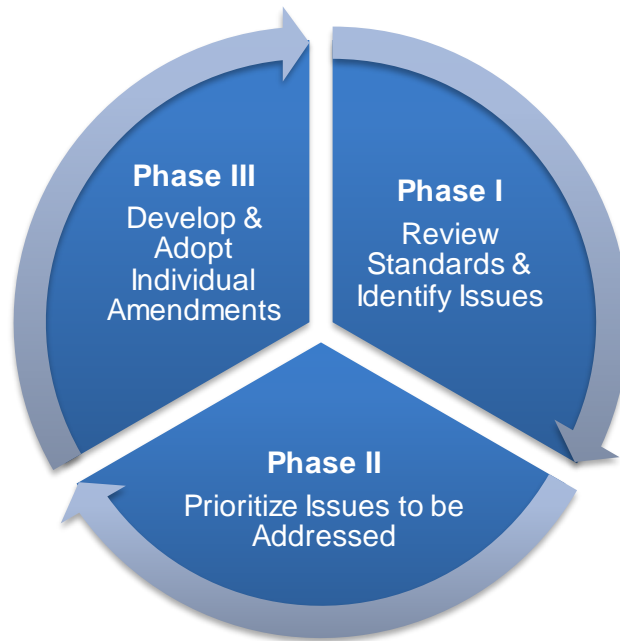 Phase III
Develop &
Adopt
Individual
Amendments
Phase I
Review
Standards &
Identify Issues
Phase II
Prioritize Issues to be
Addressed